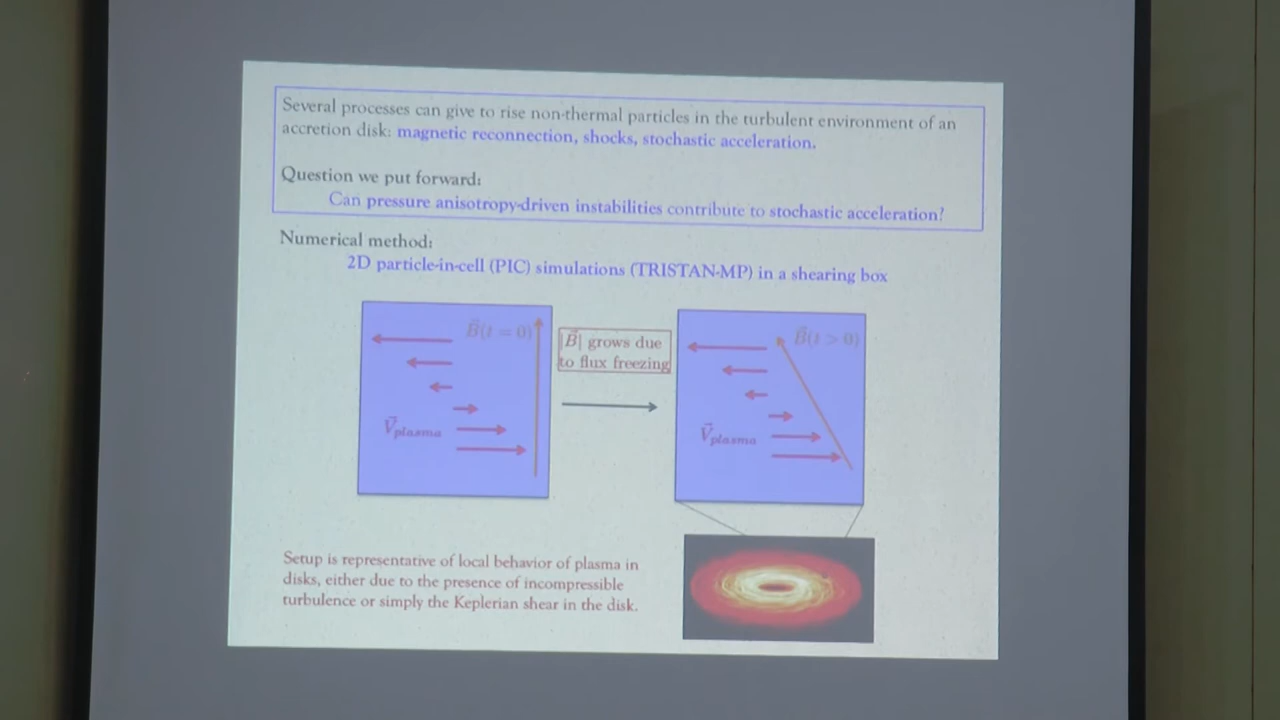 Several processes can give to rise non-thermal particles in the turbulent environment of an
accretion disk: magnetic reconnection, shocks, stochastic acceleration.
Question we put forward:
Can pressure anisotropy-driven instabilities contribute to stochastic acceleration?
Numerical method:
2D particle-in-cell (PIC) simulations (TRISTAN-MP) in a shearing box
B⃗(t = 0)
V⃗plasma
|B⃗| grows due
to flux freezing
B⃗(t > 0)
V⃗plasma
Setup is representative of local behavior of plasma in
disks, either due to the presence of incompressible
turbulence or simply the Keplerian shear in the disk.